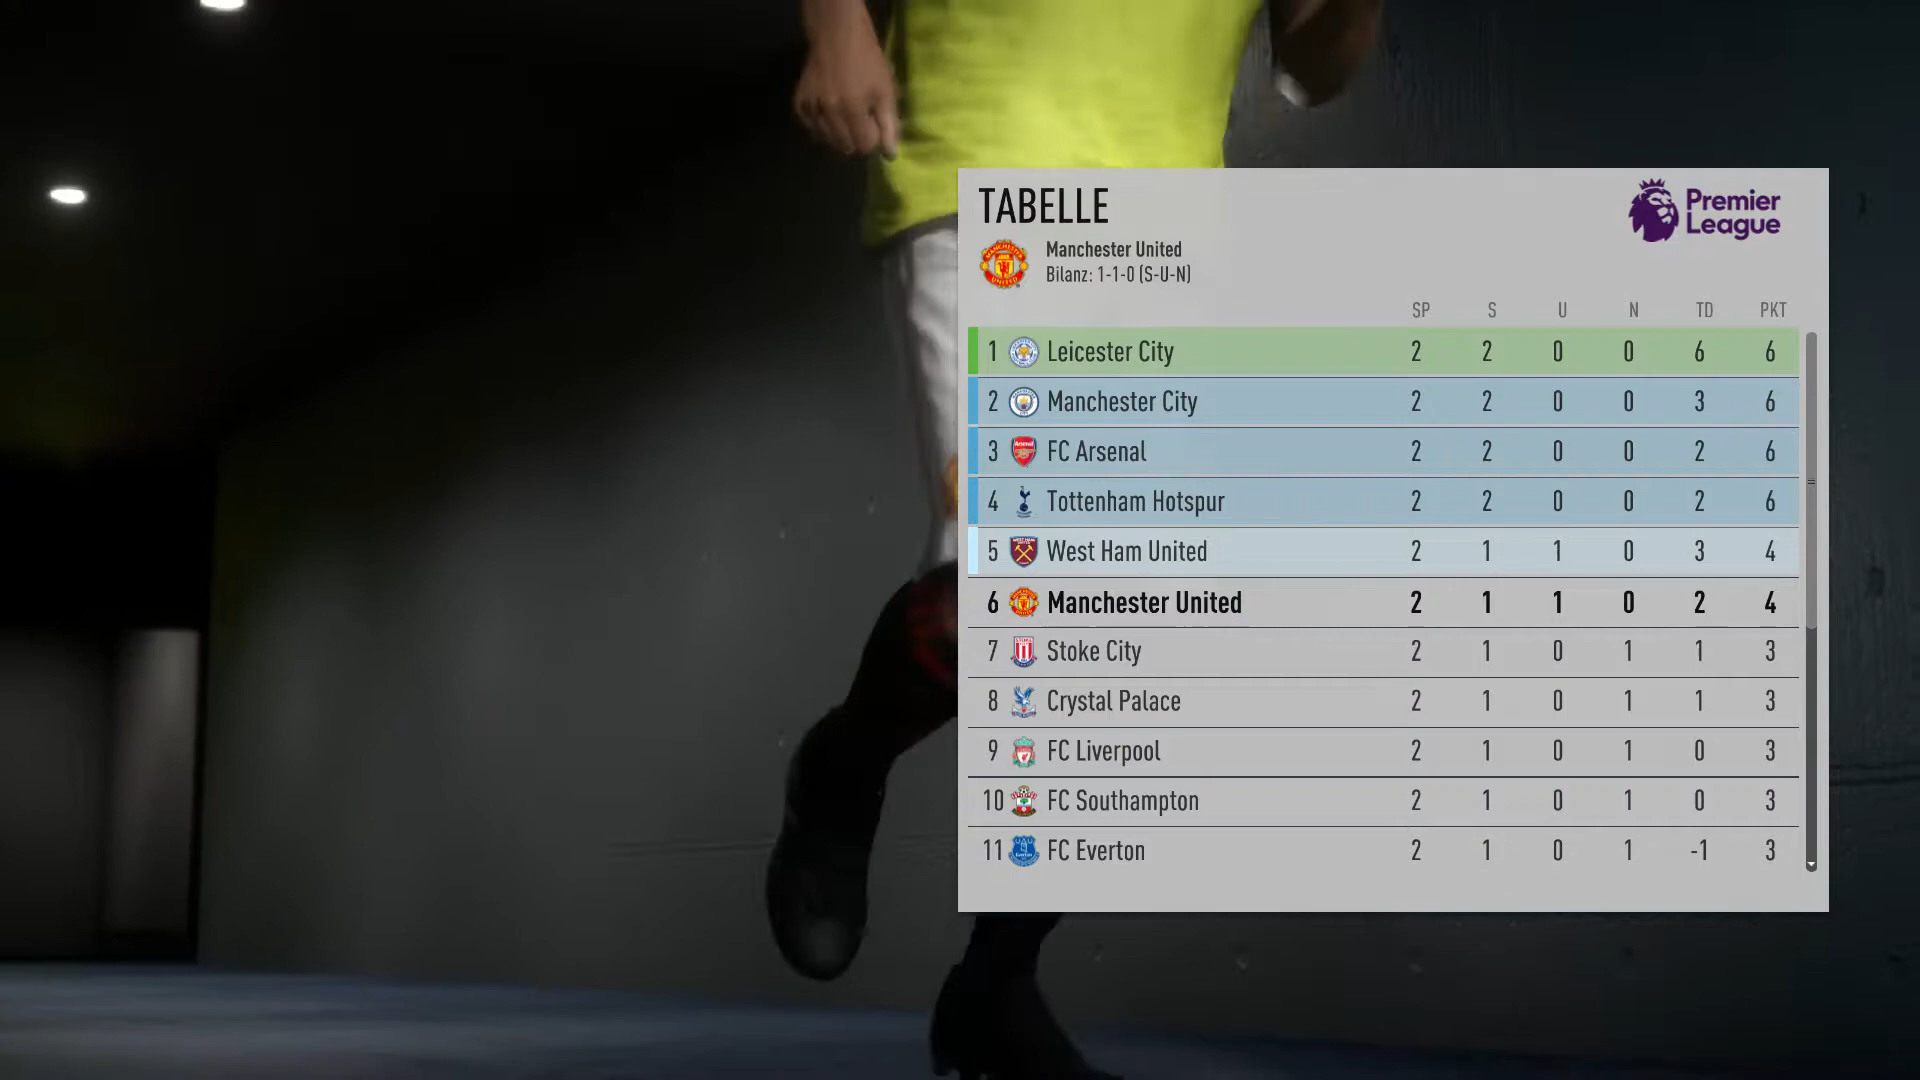 TABELLE
Premier
League
Manchester United
Bilanz: 1-1-0 (S-U-N)
SP S U N TD PKT
1 Leicester City 2 2 0 0 6 6
2 Manchester City 2 2 0 0 3 6
3 FC Arsenal 2 2 0 0 2 6
4 Tottenham Hotspur 2 2 0 0 2 6
5 West Ham United 2 1 1 0 3 4
6 Manchester United 2 1 1 0 2 4
7 Stoke City 2 1 0 1 1 3
8 Crystal Palace 2 1 0 1 1 3
9 FC Liverpool 2 1 0 1 0 3
10 FC Southampton 2 1 0 1 0 3
11 FC Everton 2 1 0 1 -1 3